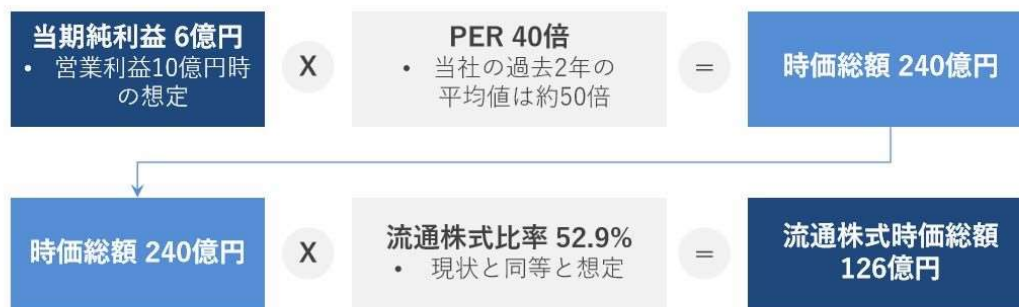 当期純利益 6億円
• 営業利益10億円時
の想定
X
PER 40倍
• 当社の過去2年の
平均値は約50倍
=
時価総額 240億円
時価総額 240億円
X
流通株式比率 52.9%
• 現状と同等と想定
=
流通株式時価総額
126億円